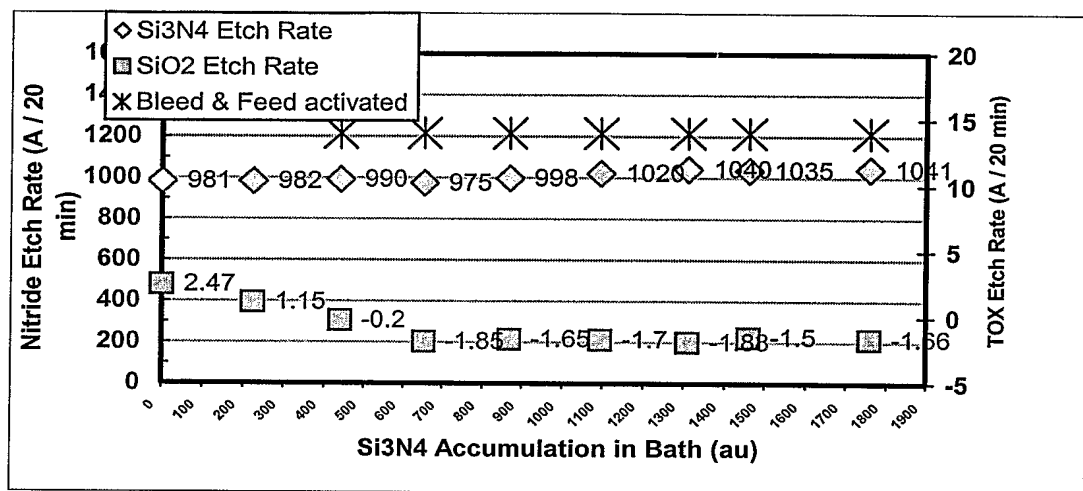 Si3N4 Etch Rate
SiO2 Etch Rate
Bleed & Feed activated
Nitride Etch Rate (A / 20 min)
1200
1000
800
600
400
200
0
981 982 990 975 998 1020 1040 1035 1041
2.47 1.15 -0.2 -1.85 -1.65 -1.7 -1.83 -1.5 -1.66
20
15
10
5
0
-5
TOX Etch Rate (A / 20 min)
0 100 200 300 400 500 600 700 800 900 1000 1100 1200 1300 1400 1500 1600 1700 1800 1900
Si3N4 Accumulation in Bath (au)